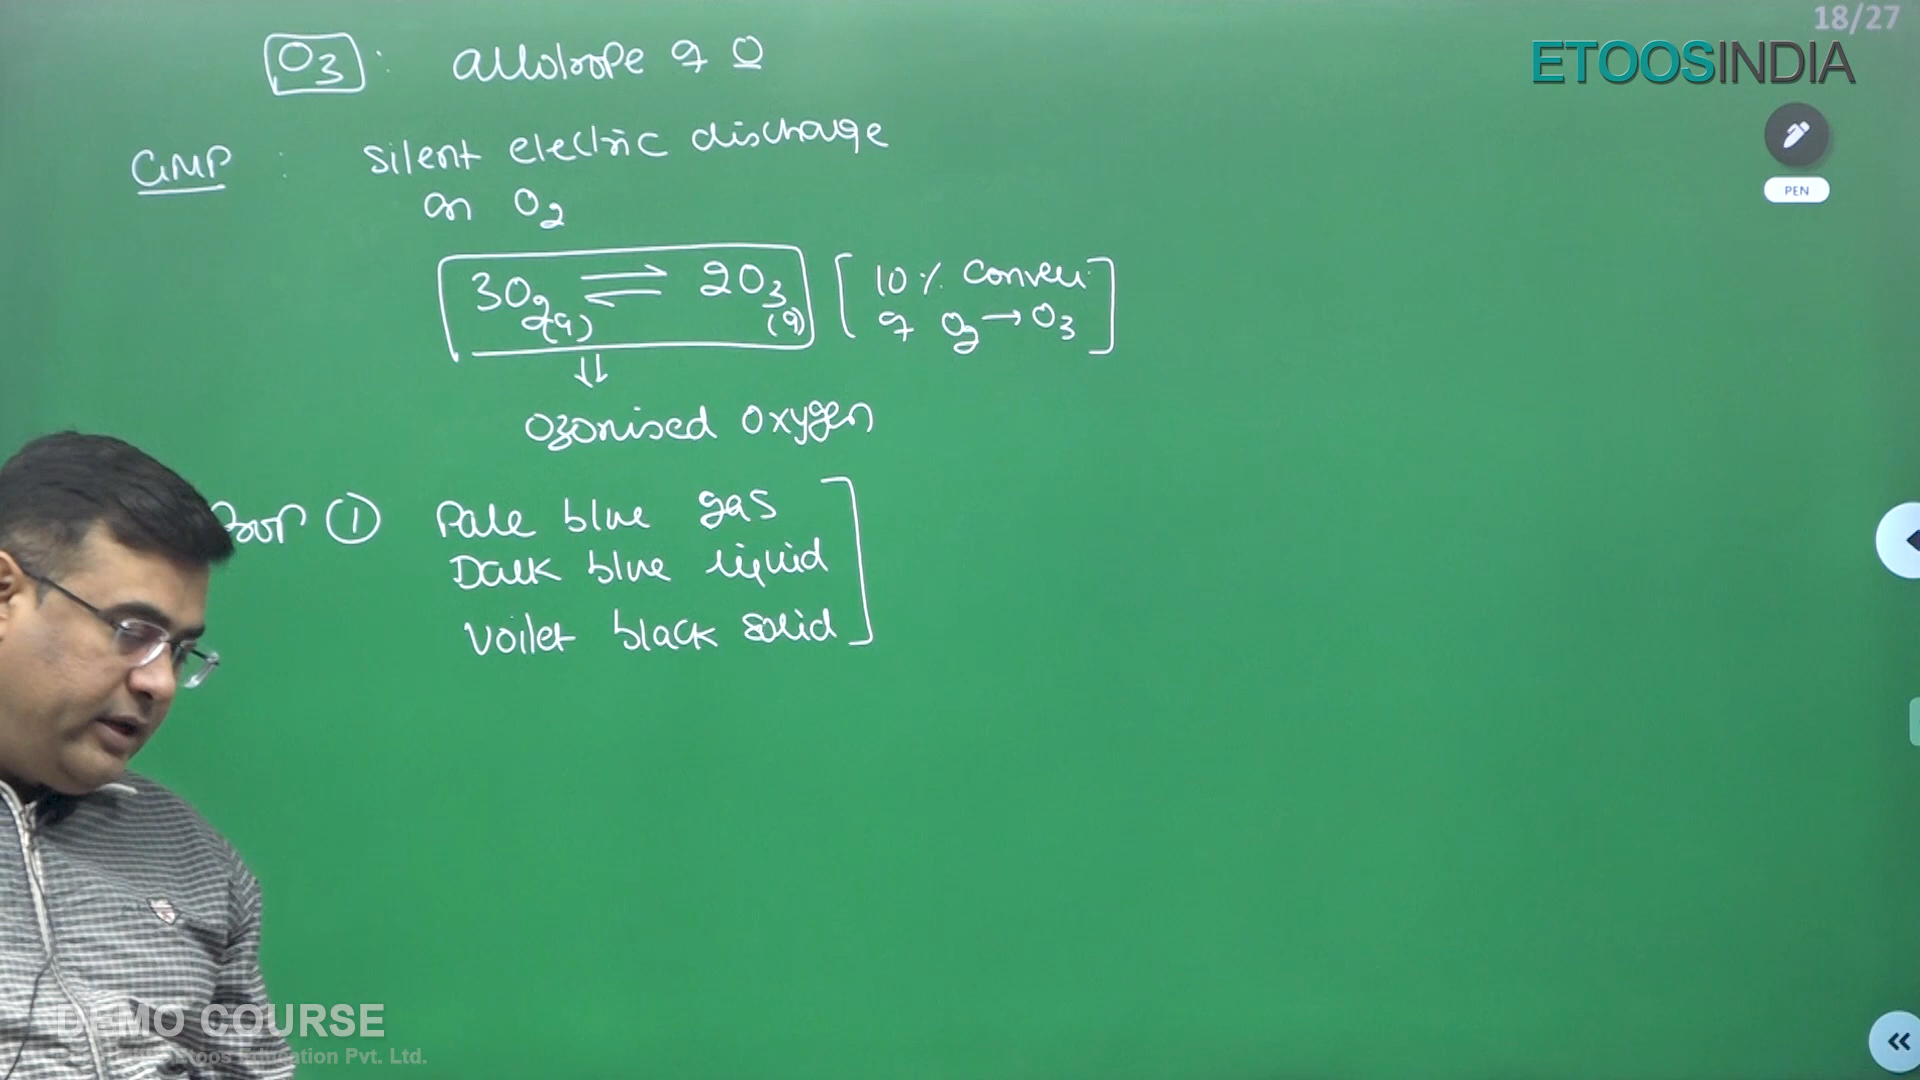 18/27
ETOOSINDIA
O₃ : allotrope of O
GMP : Silent electric discharge
on O₂
3O₂(g) ⇌ 2O₃(g) [10% Conver.
of O₂ → O₃]
⇓
Ozonised Oxygen
PEN
Prop ① Pale blue gas
Dark blue liquid
Voilet black solid
DEMO COURSE
Etoos Education Pvt. Ltd.